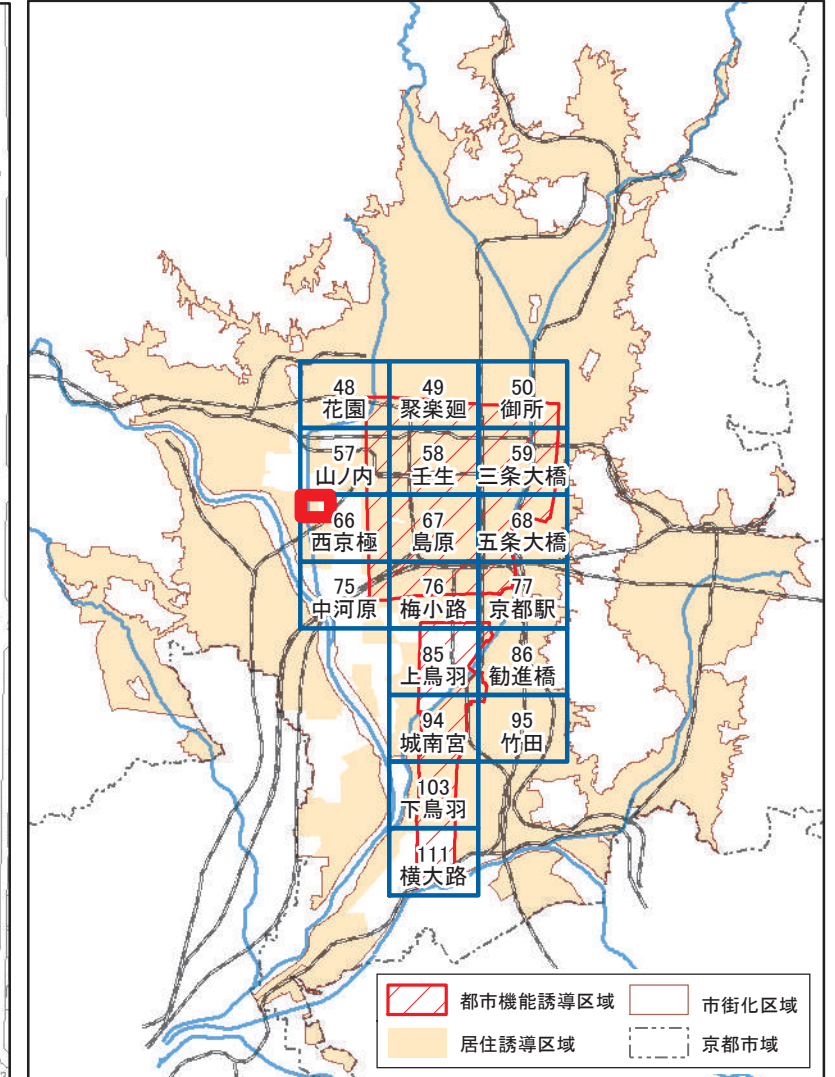 48
49
50
花園
聚楽廻
御所
57
58
59
山ノ内
壬生
三条大橋
66
67
68
西京極
島原
五条大橋
75
76
77
中河原
梅小路
京都駅
85
86
上鳥羽
勧進橋
94
95
城南宮
竹田
103
下鳥羽
111
横大路
都市機能誘導区域
市街化区域
居住誘導区域
京都市域